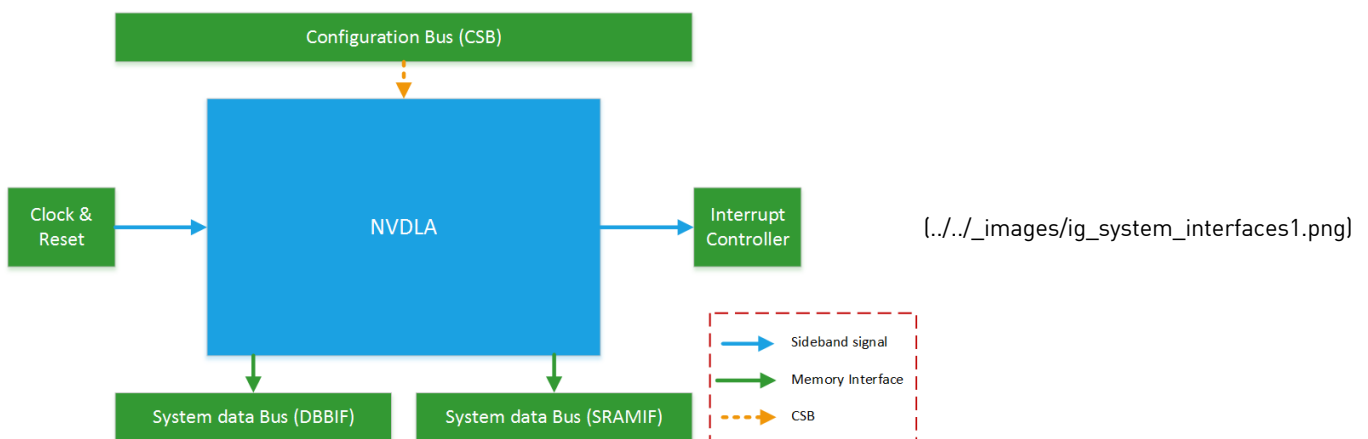 Configuration Bus (CSB)
Clock &
Reset
NVDLA
Interrupt
Controller
(../../_images/ig_system_interfaces1.png)
Sideband signal
Memory Interface
CSB
System data Bus (DBBIF)
System data Bus (SRAMIF)